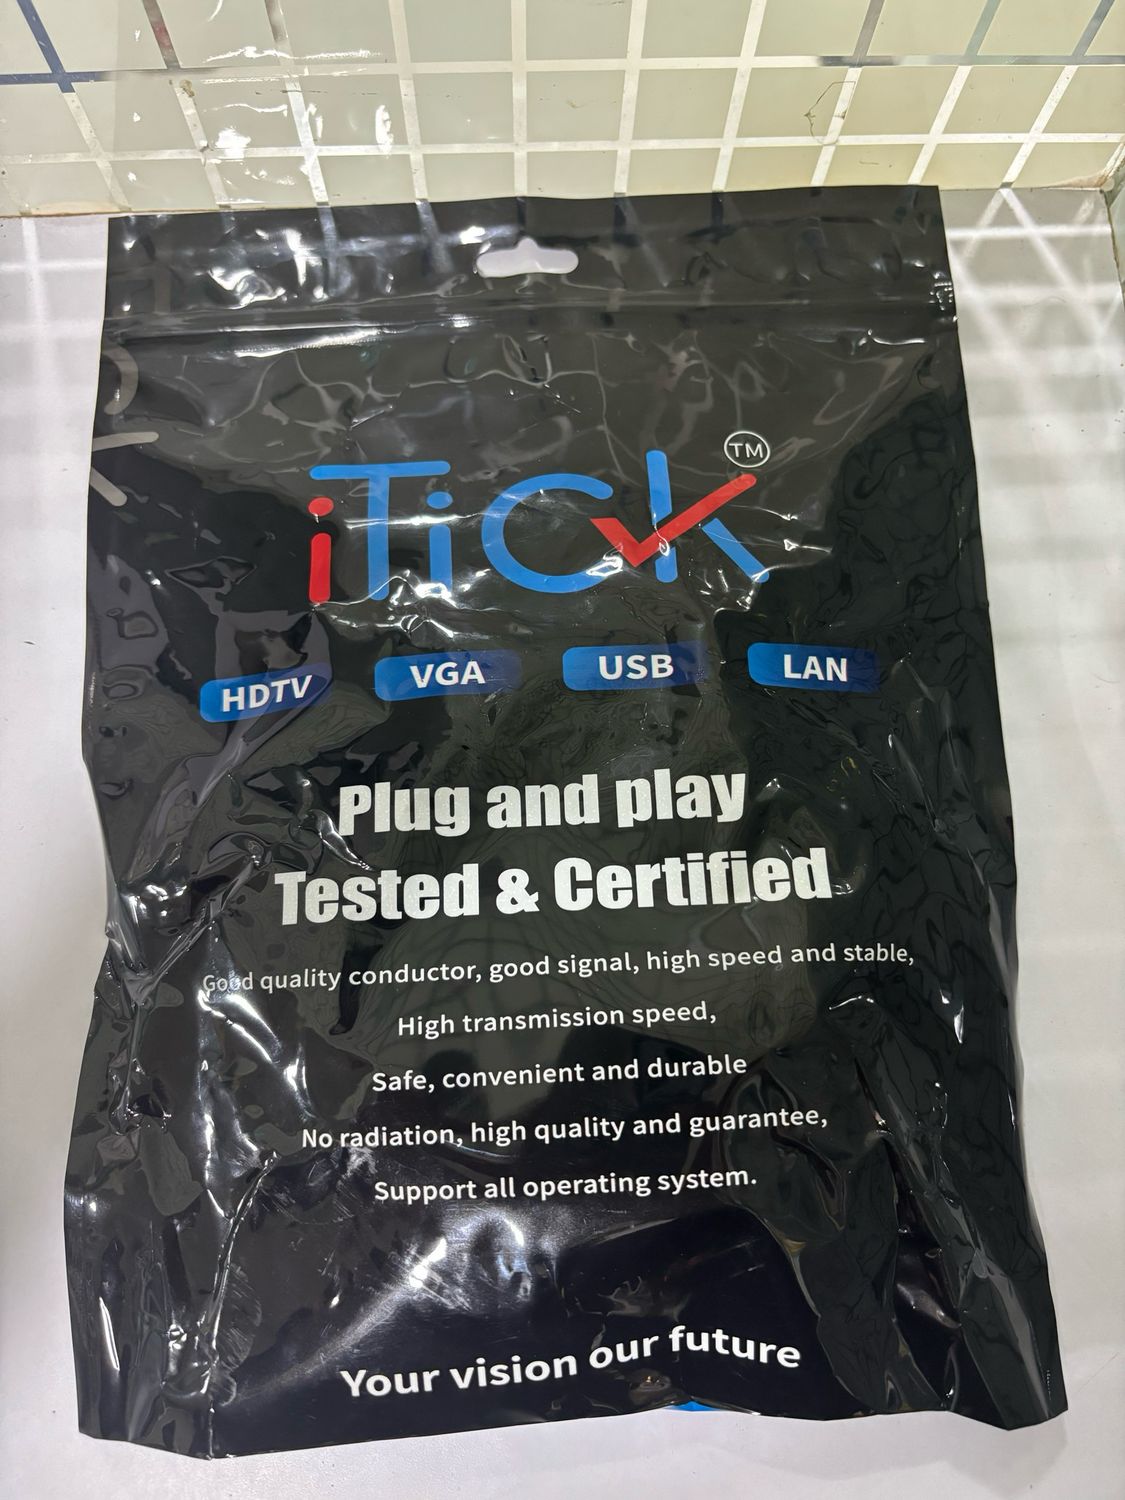 iTick TM
HDTV VGA USB LAN
Plug and play
Tested & Certified
Good quality conductor, good signal, high speed and stable,
High transmission speed,
Safe, convenient and durable
No radiation, high quality and guarantee,
Support all operating system.
Your vision our future